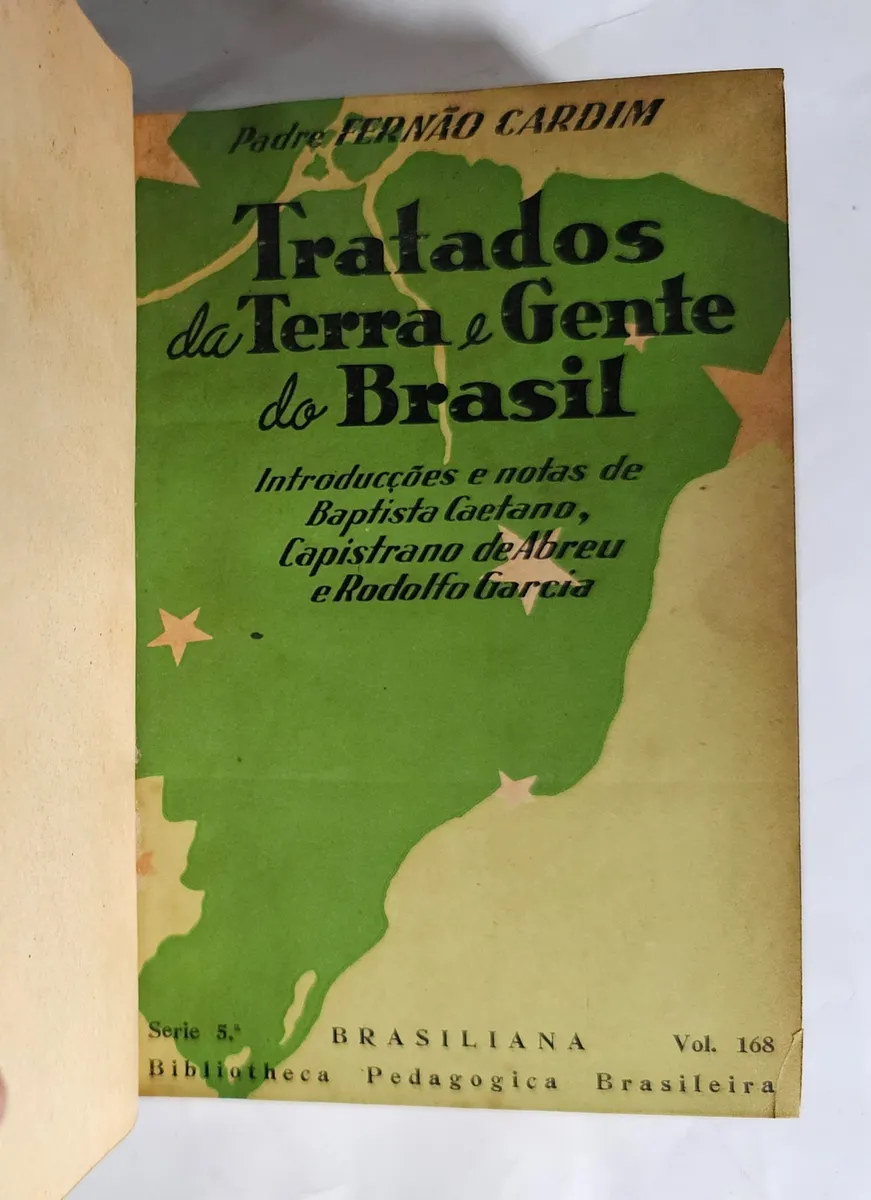 Padre FERNÃO CARDIM
Tratados
da Terra e Gente
do Brasil
Introducções e notas de
Baptista Caetano,
Capistrano de Abreu
e Rodolfo Garcia
Serie 5.ª BRASILIANA Vol. 168
Bibliotheca Pedagogica Brasileira